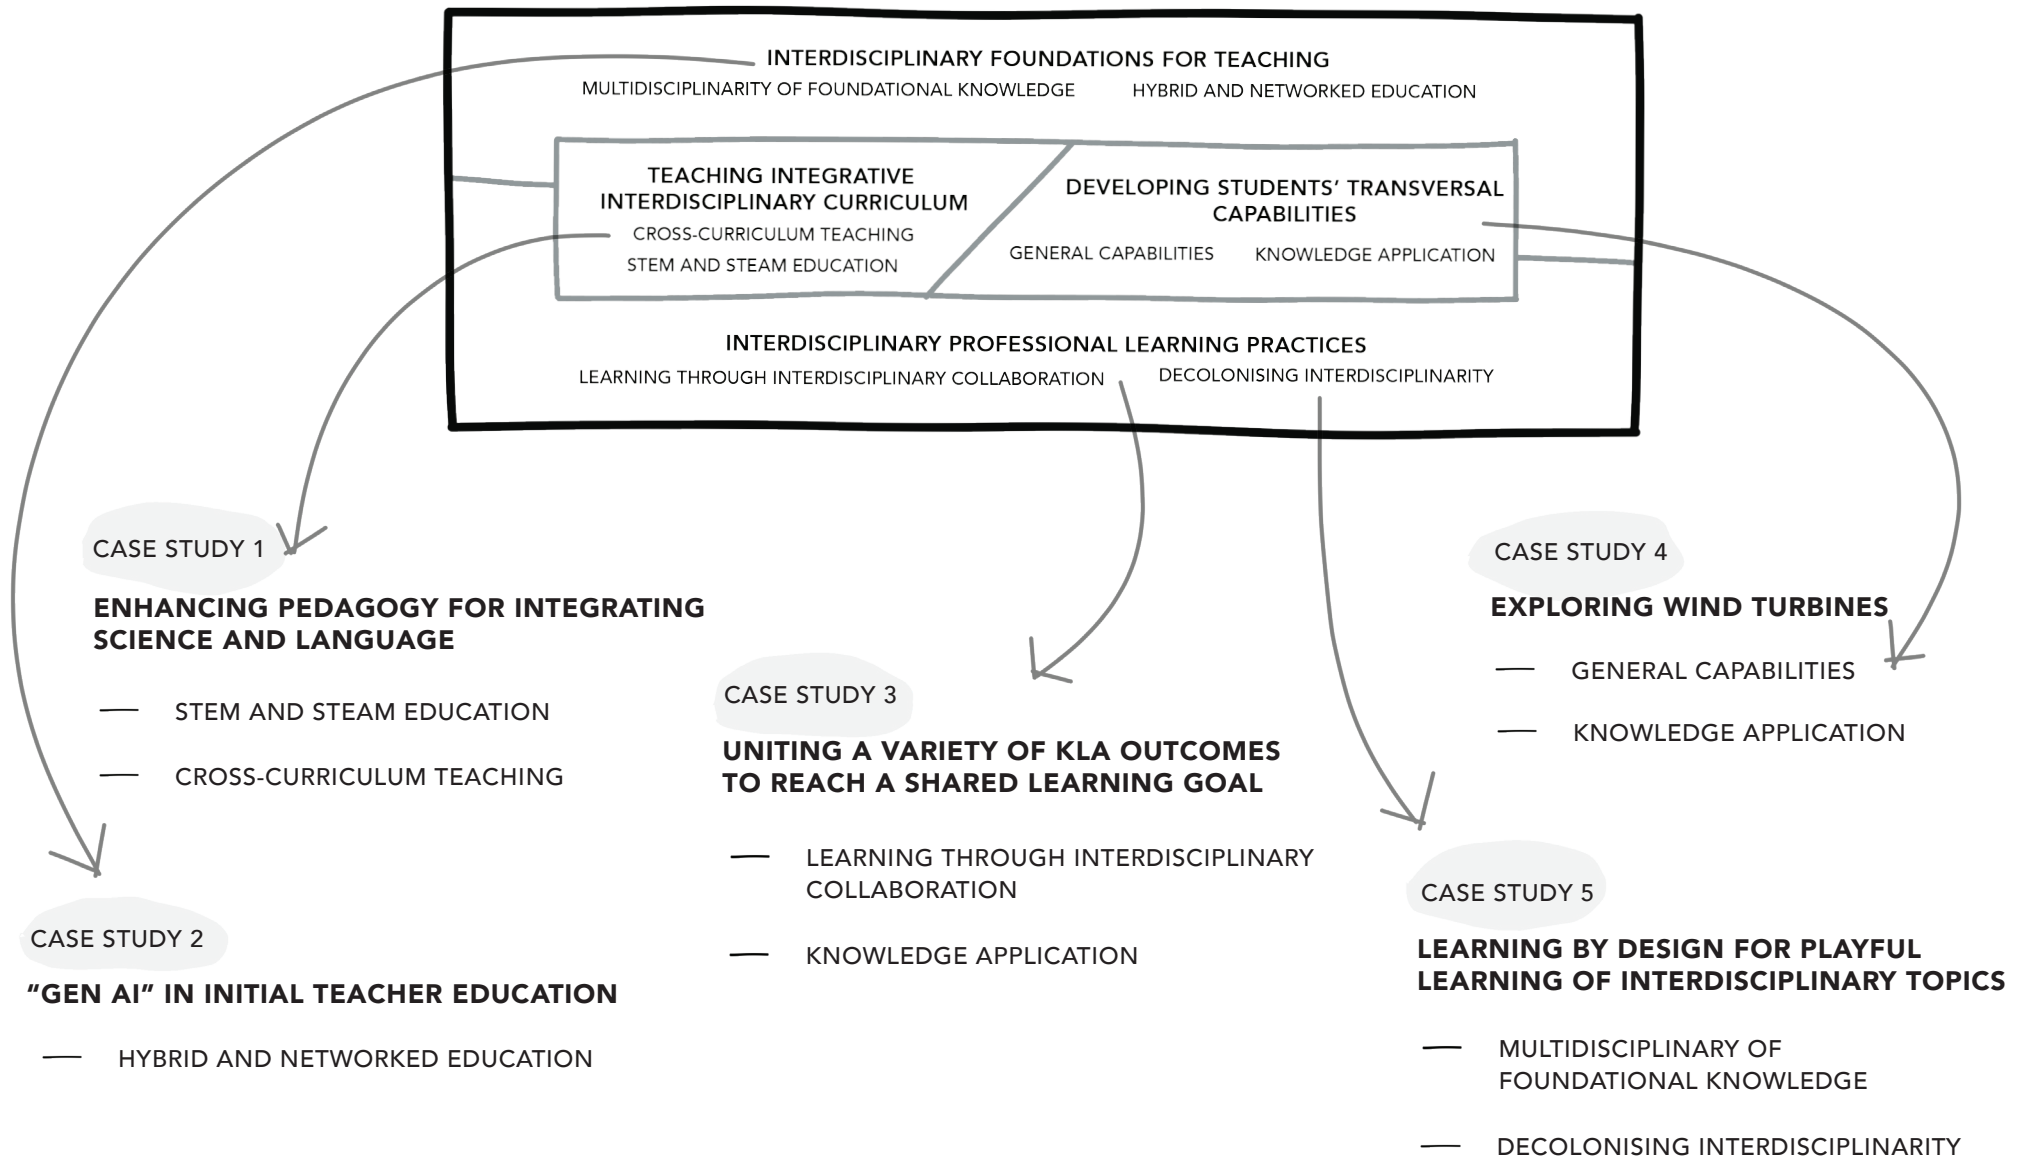 INTERDISCIPLINARY FOUNDATIONS FOR TEACHING
MULTIDISCIPLINARITY OF FOUNDATIONAL KNOWLEDGE
HYBRID AND NETWORKED EDUCATION
TEACHING INTEGRATIVE
INTERDISCIPLINARY CURRICULUM
CROSS-CURRICULUM TEACHING
STEM AND STEAM EDUCATION
DEVELOPING STUDENTS’ TRANSVERSAL
CAPABILITIES
GENERAL CAPABILITIES
KNOWLEDGE APPLICATION
INTERDISCIPLINARY PROFESSIONAL LEARNING PRACTICES
LEARNING THROUGH INTERDISCIPLINARY COLLABORATION
DECOLONISING INTERDISCIPLINARITY
CASE STUDY 1
ENHANCING PEDAGOGY FOR INTEGRATING
SCIENCE AND LANGUAGE
— STEM AND STEAM EDUCATION
— CROSS-CURRICULUM TEACHING
CASE STUDY 2
“GEN AI” IN INITIAL TEACHER EDUCATION
— HYBRID AND NETWORKED EDUCATION
CASE STUDY 3
UNITING A VARIETY OF KLA OUTCOMES
TO REACH A SHARED LEARNING GOAL
— LEARNING THROUGH INTERDISCIPLINARY
COLLABORATION
— KNOWLEDGE APPLICATION
CASE STUDY 4
EXPLORING WIND TURBINES
— GENERAL CAPABILITIES
— KNOWLEDGE APPLICATION
CASE STUDY 5
LEARNING BY DESIGN FOR PLAYFUL
LEARNING OF INTERDISCIPLINARY TOPICS
— MULTIDISCIPLINARY OF
FOUNDATIONAL KNOWLEDGE
— DECOLONISING INTERDISCIPLINARITY